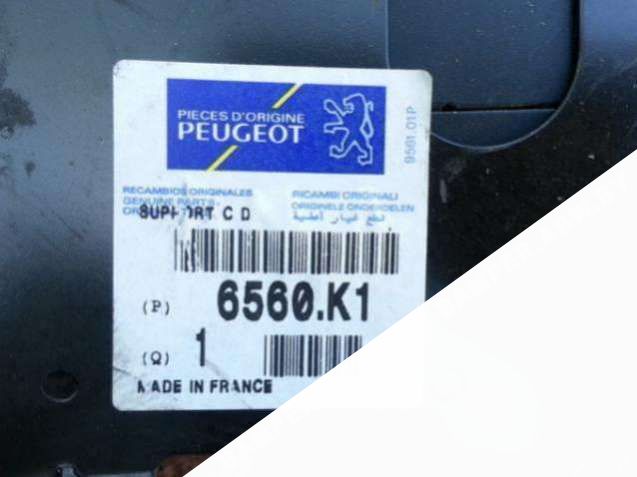 PIECES D'ORIGINE
PEUGEOT
9561.01P
RECAMBIOS ORIGINALES
RICAMBI ORIGINALI
GENUINE PARTS
ORIGINELE ONDERDELEN
قطع غيار أصلية
SUPPORT C D
(P) 6560.K1
(Q) 1
MADE IN FRANCE